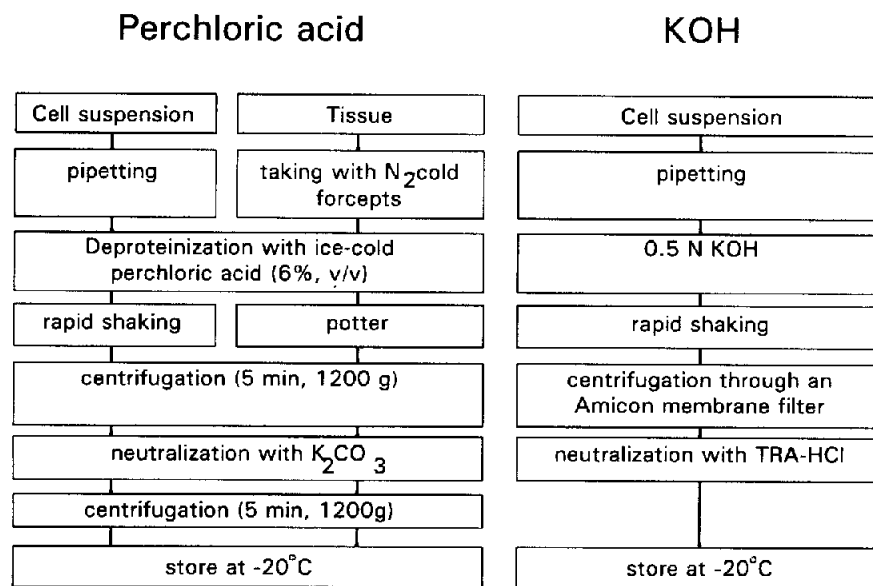 Perchloric acid
KOH
Cell suspension
Tissue
pipetting
taking with N₂cold
forcepts
Deproteinization with ice-cold
perchloric acid (6%, v/v)
rapid shaking
potter
centrifugation (5 min, 1200 g)
neutralization with K₂CO₃
centrifugation (5 min, 1200g)
store at -20°C
Cell suspension
pipetting
0.5 N KOH
rapid shaking
centrifugation through an
Amicon membrane filter
neutralization with TRA-HCl
store at -20°C